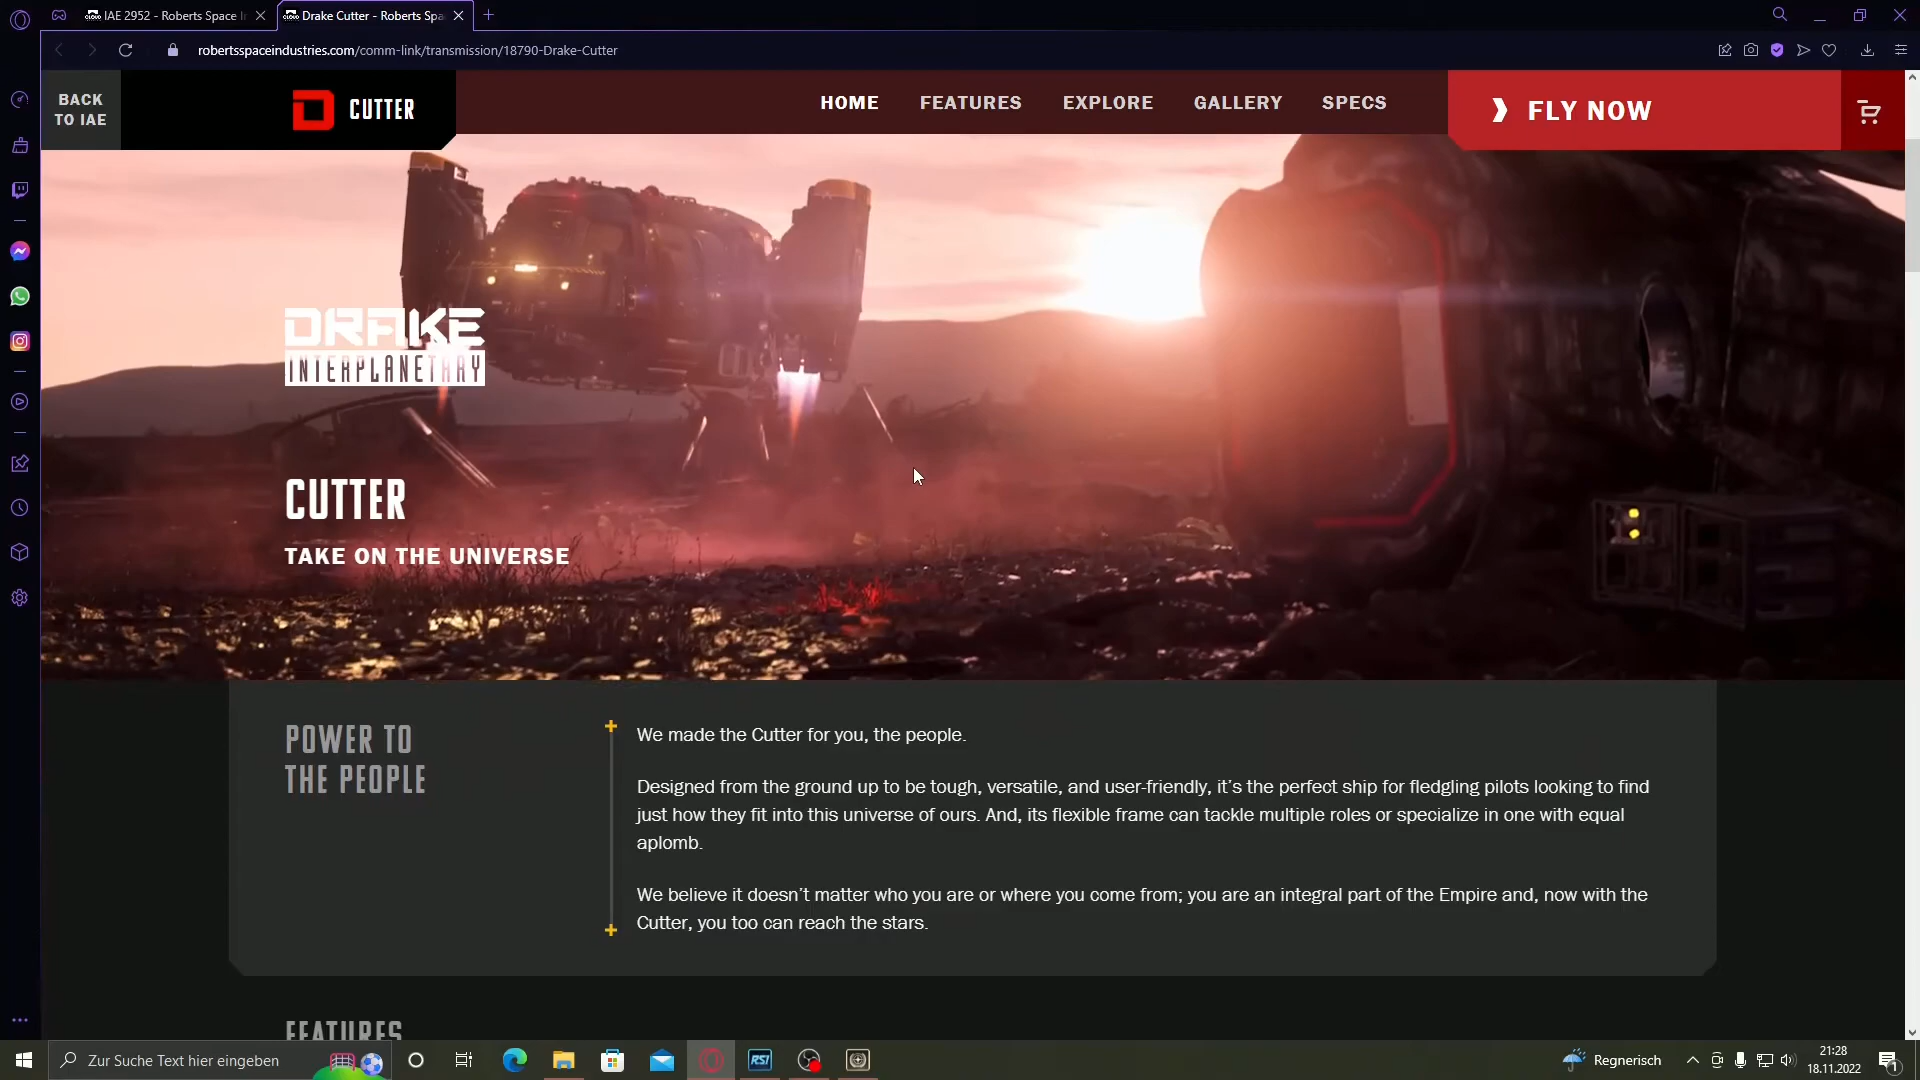 IAE 2952 - Roberts Space I
Drake Cutter - Roberts Spa
robertsspaceindustries.com/comm-link/transmission/18790-Drake-Cutter
BACK
TO IAE
CUTTER
HOME
FEATURES
EXPLORE
GALLERY
SPECS
FLY NOW
DRAKE
INTERPLANETARY
CUTTER
TAKE ON THE UNIVERSE
POWER TO
THE PEOPLE
We made the Cutter for you, the people.
Designed from the ground up to be tough, versatile, and user-friendly, it’s the perfect ship for fledgling pilots looking to find
just how they fit into this universe of ours. And, its flexible frame can tackle multiple roles or specialize in one with equal
aplomb.
We believe it doesn’t matter who you are or where you come from; you are an integral part of the Empire and, now with the
Cutter, you too can reach the stars.
FEATURES
Zur Suche Text hier eingeben
RSI
Regnerisch
21:28
18.11.2022
1